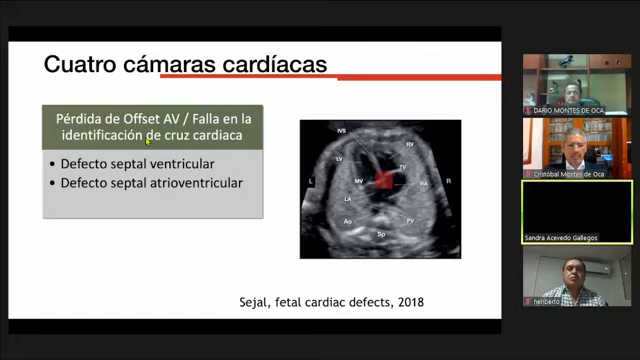 Cuatro cámaras cardíacas
Pérdida de Offset AV / Falla en la
identificación de cruz cardiaca
• Defecto septal ventricular
• Defecto septal atrioventricular
IVS
RV
LV
TV
MV
RA
L
R
LA
Ao
PV
Sp
Sejal, fetal cardiac defects, 2018
DARIO MONTES DE OCA
Cristóbal Montes de Oca
Sandra Acevedo Gallegos
heriberto